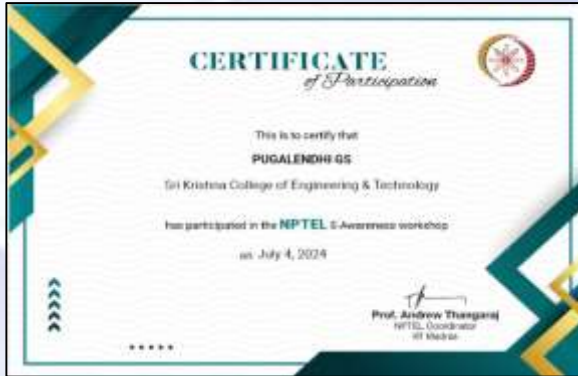 CERTIFICATE
of Participation
This is to certify that
PUGALENDHI GS
Sri Krishna College of Engineering & Technology
has participated in the NPTEL E-Awareness workshop
on July 4, 2024
Prof. Andrew Thangaraj
NPTEL Coordinator
IIT Madras